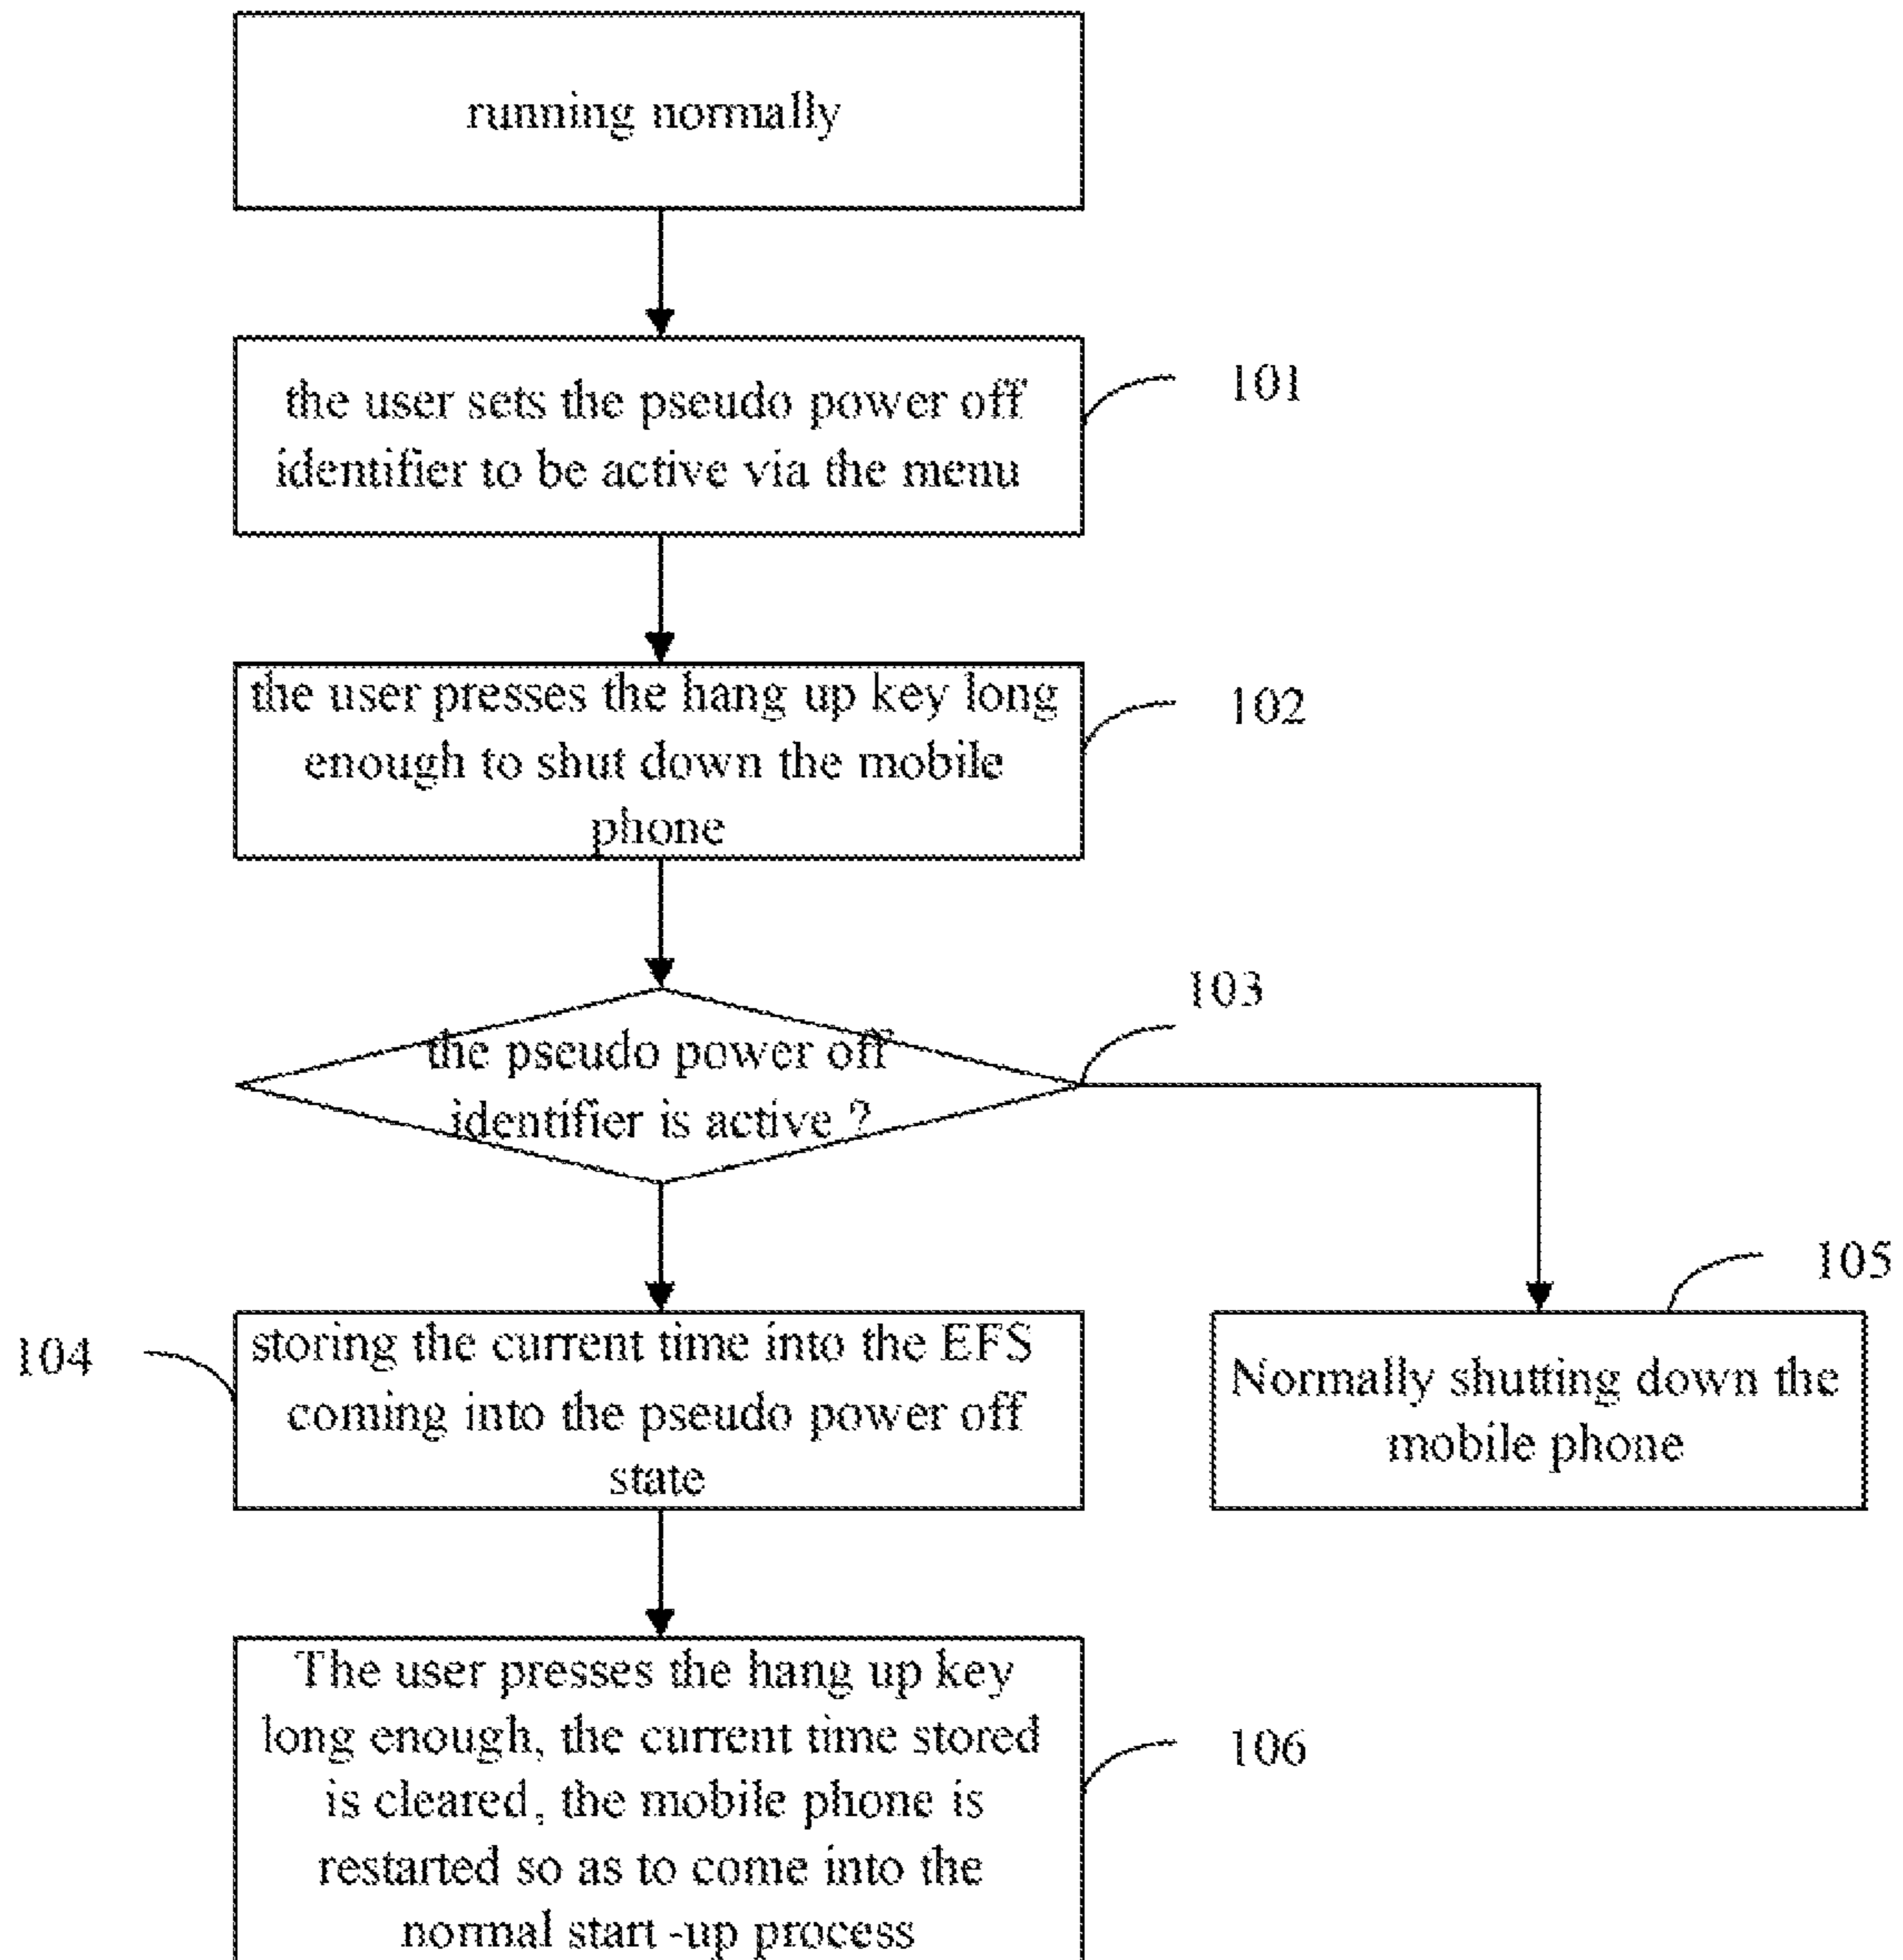 running normally
the user sets the pseudo power off
identifier to be active via the menu
101
the user presses the hang up key long
enough to shut down the mobile
phone
102
103
the pseudo power off
identifier is active ?
104
storing the current time into the EFS
coming into the pseudo power off
state
105
Normally shutting down the
mobile phone
The user presses the hang up key
long enough, the current time stored
is cleared, the mobile phone is
restarted so as to come into the
normal start -up process
106